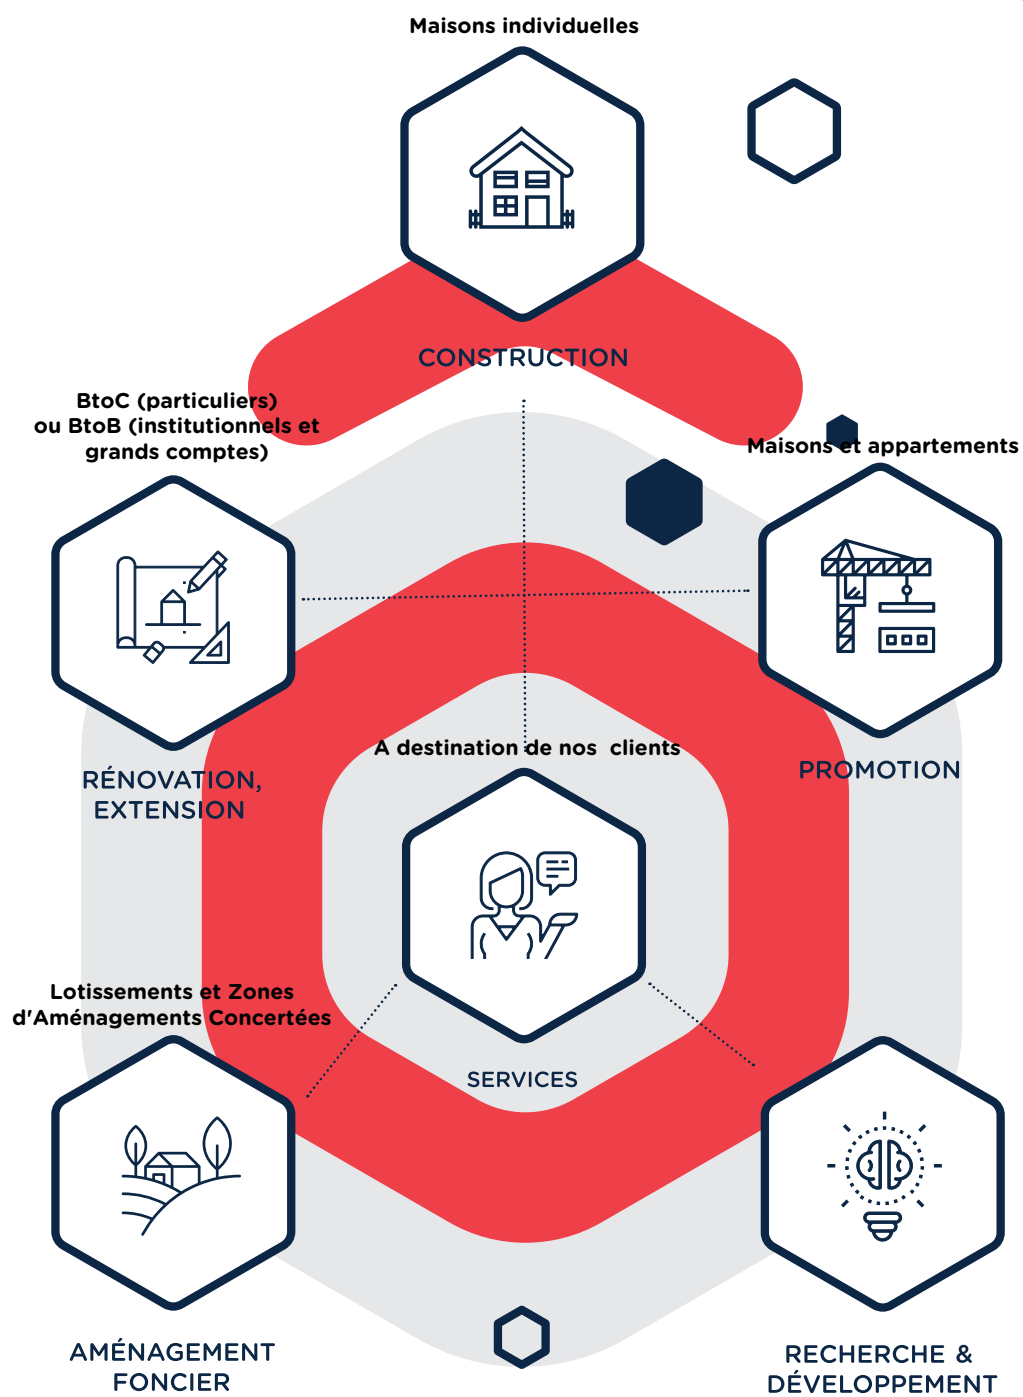 Maisons individuelles
CONSTRUCTION
BtoC (particuliers)
ou BtoB (institutionnels et
grands comptes)
RÉNOVATION,
EXTENSION
Maisons et appartements
PROMOTION
A destination de nos  clients
SERVICES
Lotissements et Zones
d'Aménagements Concertées
AMÉNAGEMENT
FONCIER
RECHERCHE &
DÉVELOPPEMENT